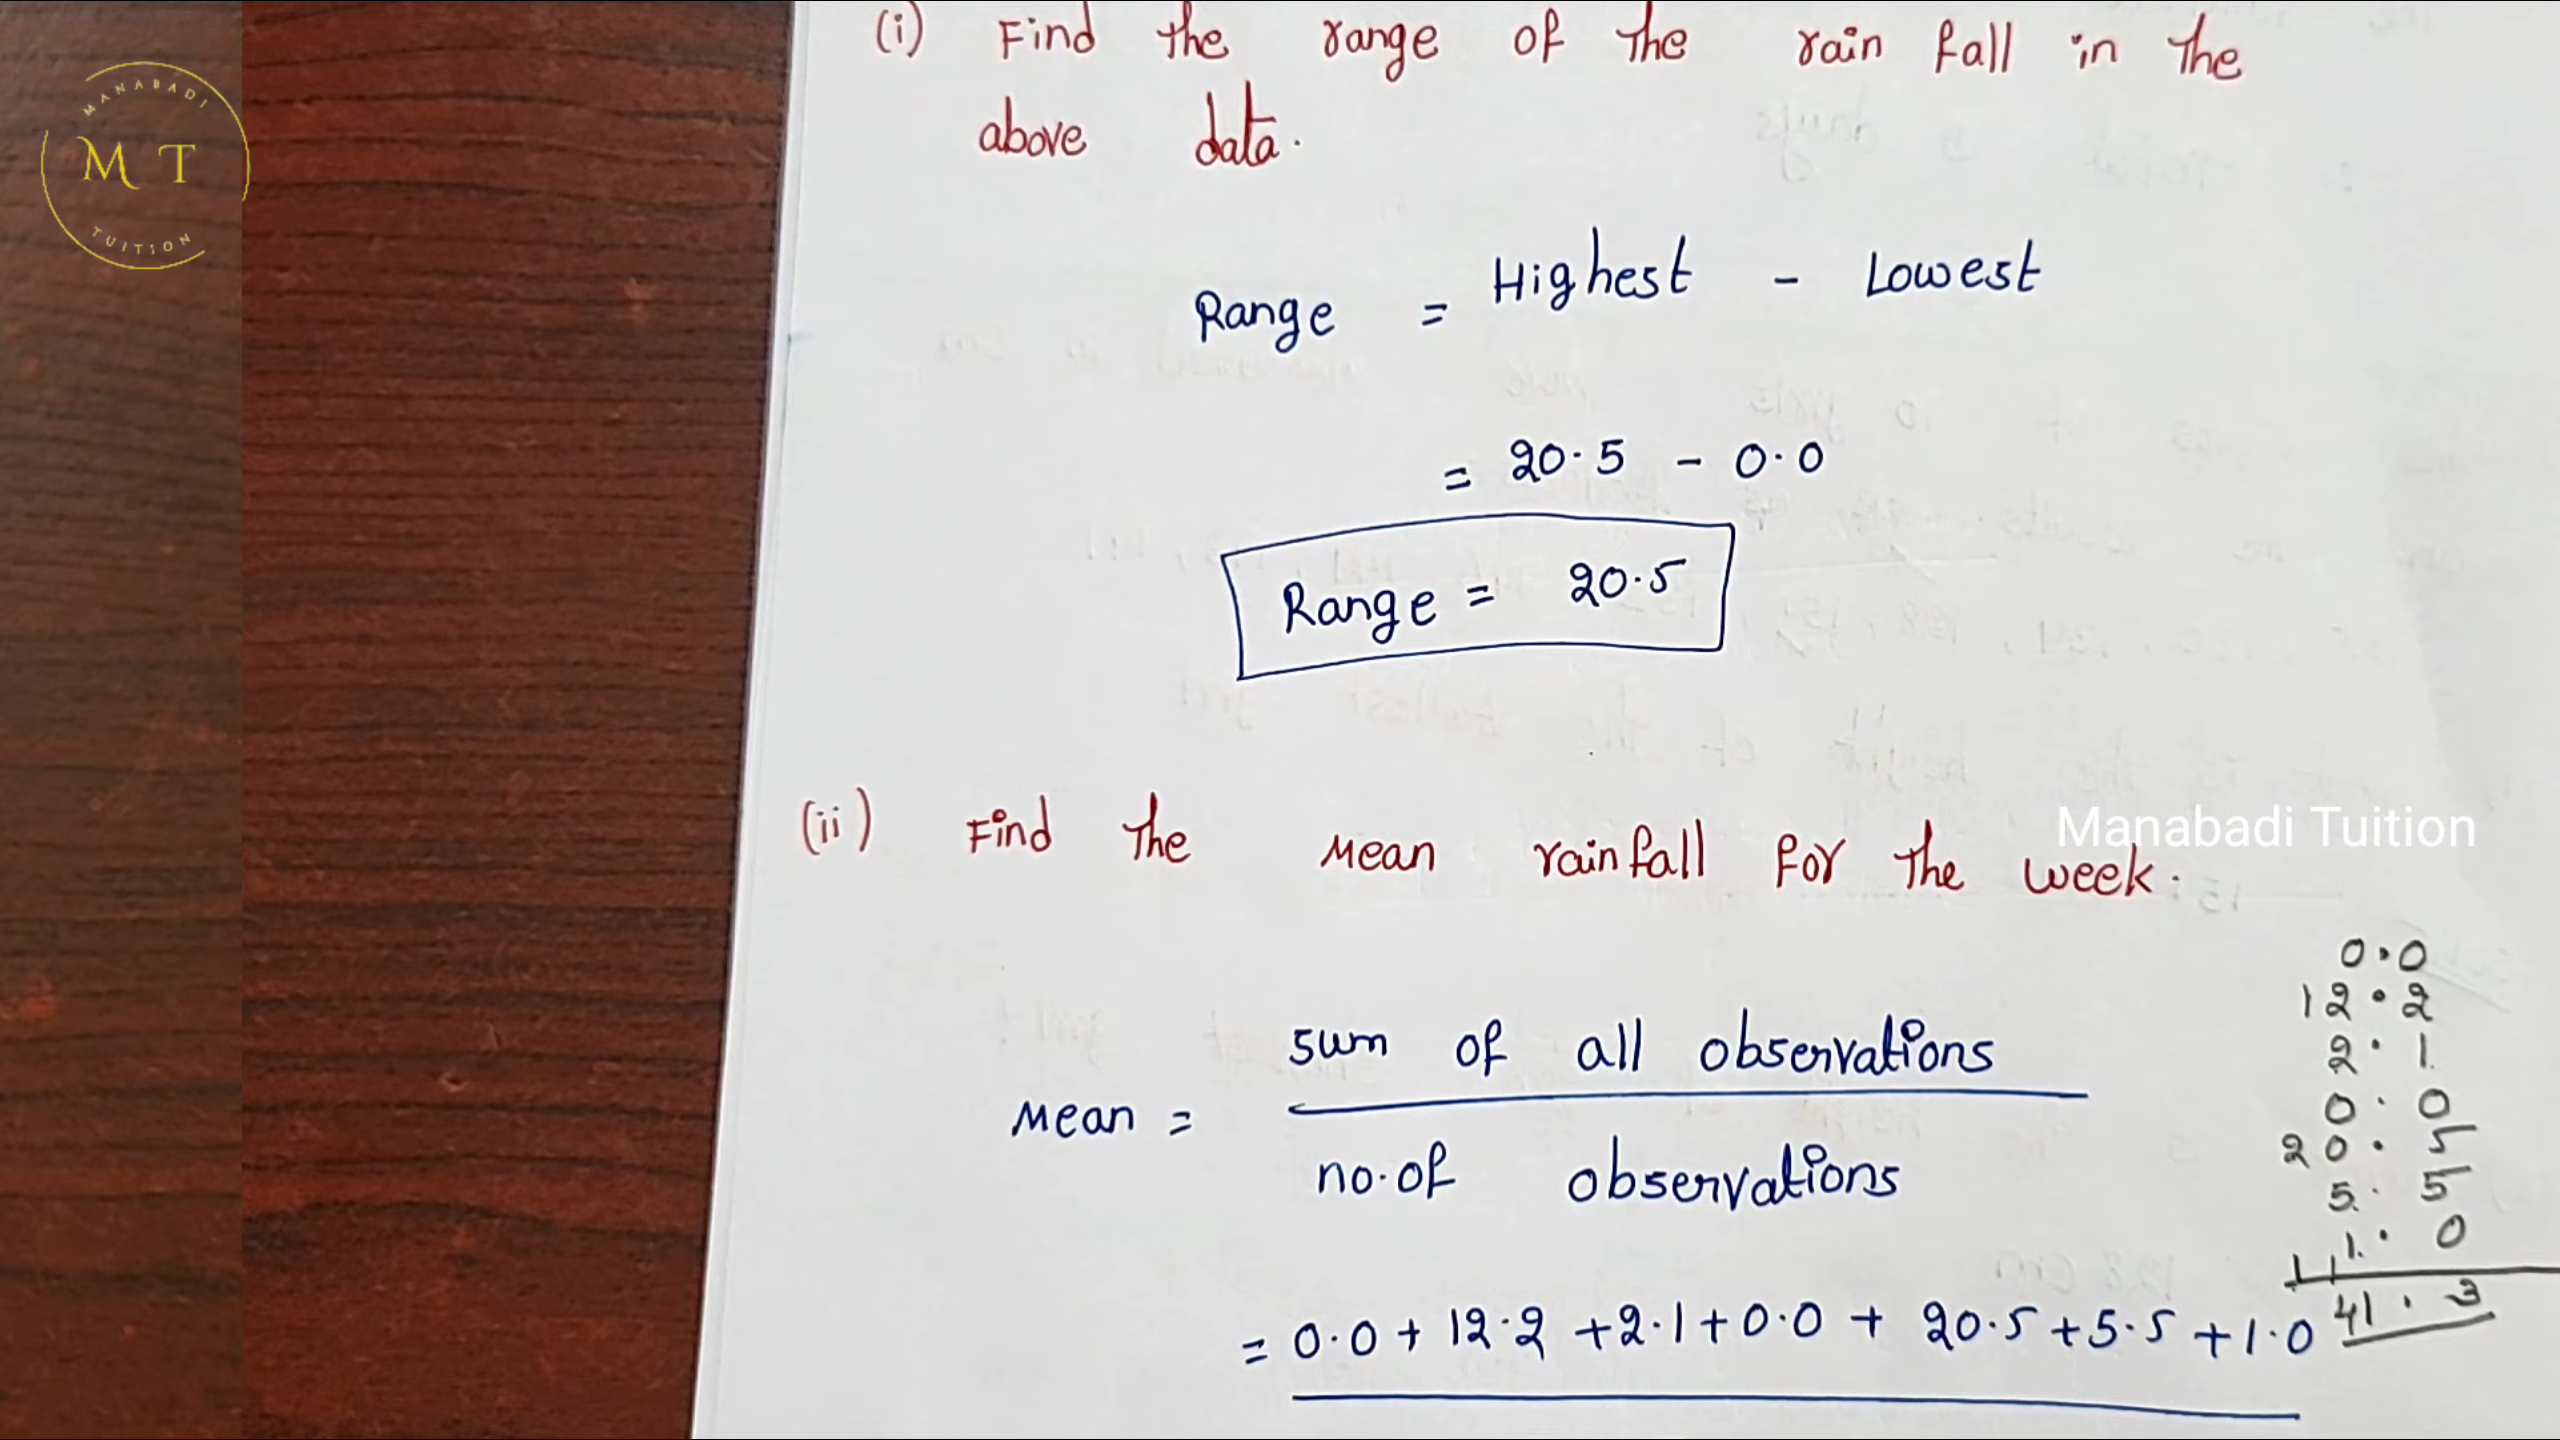 MANABADI
MT
TUITION
(i) Find the range of the rain fall in the
above data.
Range = Highest - Lowest
= 20.5 - 0.0
Range = 20.5
(ii) Find the Mean rainfall for the week.
Manabadi Tuition
Mean = sum of all observations
no.of observations
0.0
12.2
2.1
0.0
20.5
5.5
1.0
41.3
= 0.0 + 12.2 + 2.1 + 0.0 + 20.5 + 5.5 + 1.0